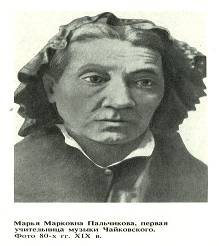 Марья Марковна Пальчикова, первая
учительница музыки Чайковского.
Фото 80-х гг. XIX в.